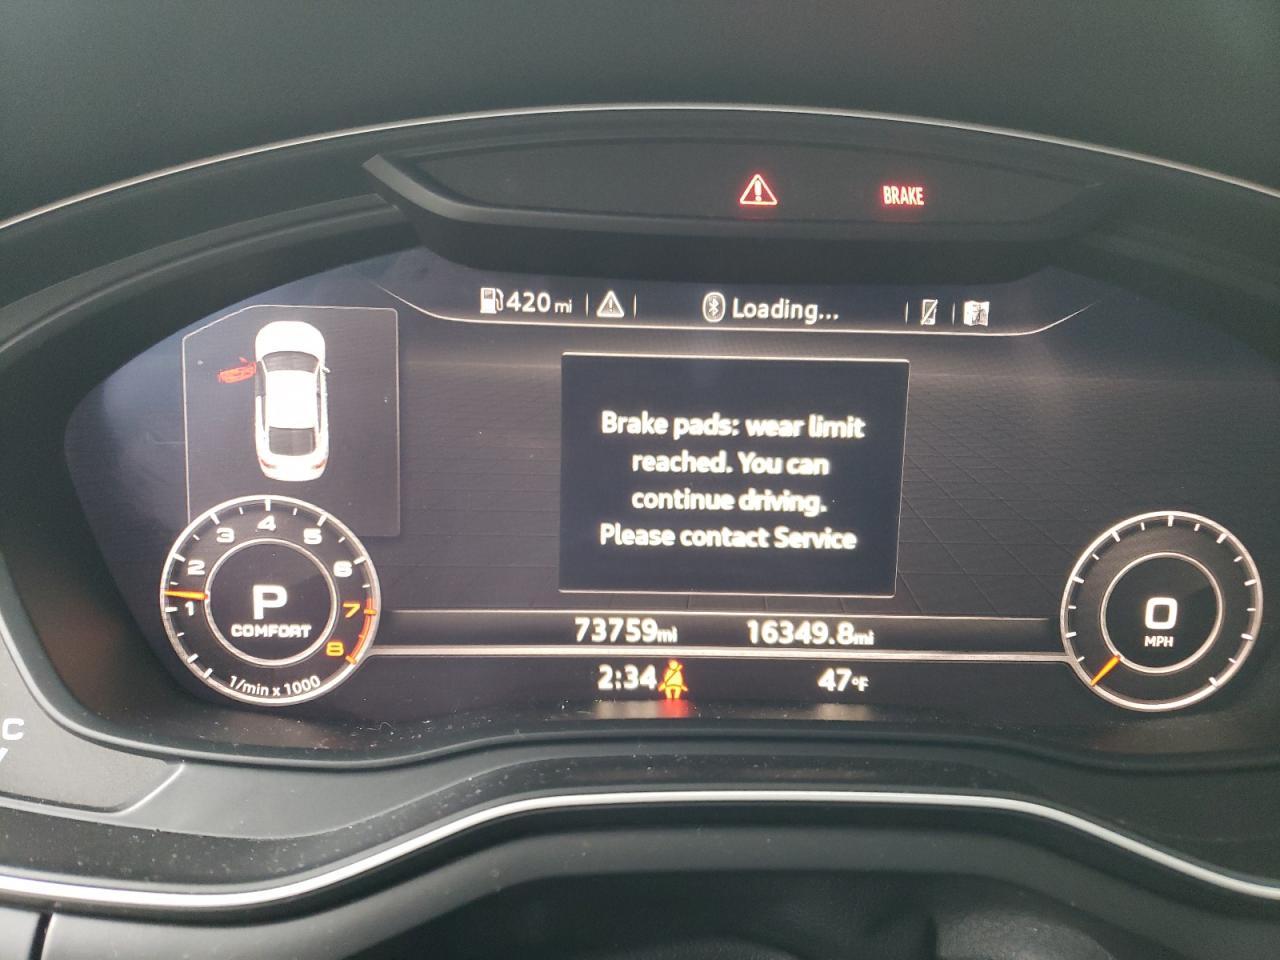 BRAKE
420 mi
Loading...
Brake pads: wear limit
reached. You can
continue driving.
Please contact Service
1 2 3 4 5 6 7 8
P
COMFORT
1/min x 1000
0
MPH
73759mi 16349.8mi
2:34 47°F
C